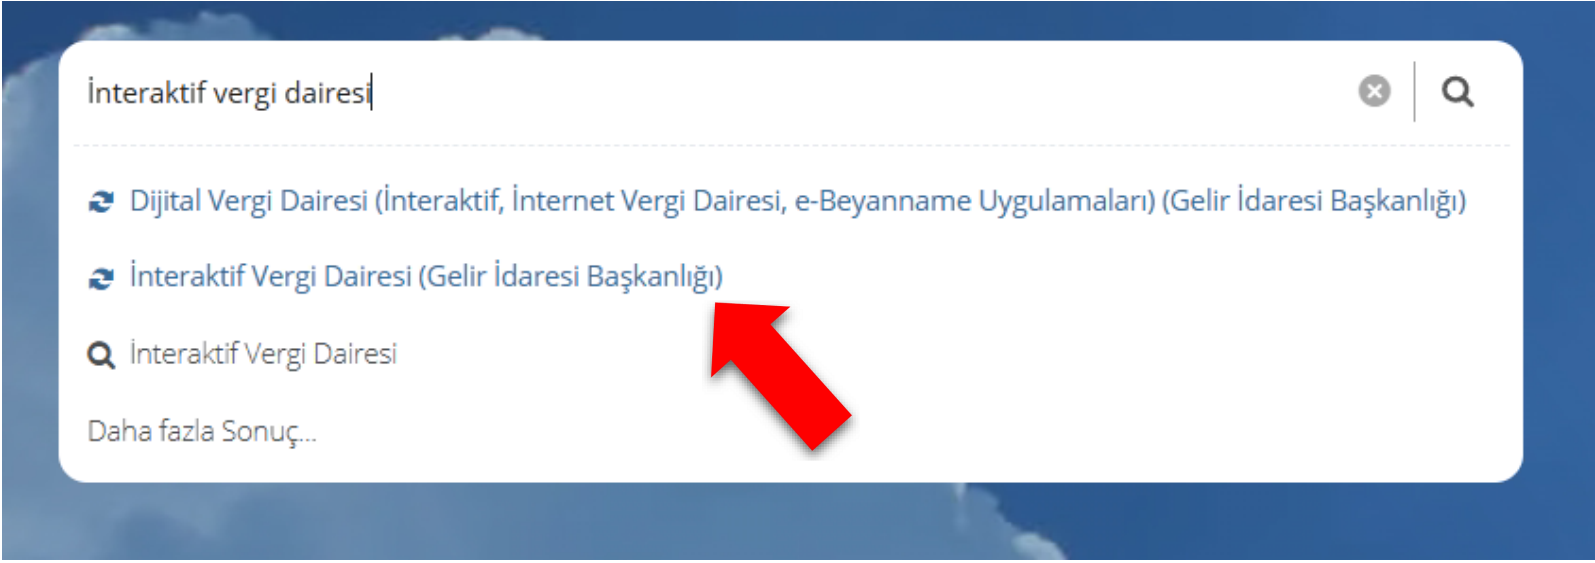 İnteraktif vergi dairesi
Dijital Vergi Dairesi (İnteraktif, İnternet Vergi Dairesi, e-Beyanname Uygulamaları) (Gelir İdaresi Başkanlığı)
İnteraktif Vergi Dairesi (Gelir İdaresi Başkanlığı)
İnteraktif Vergi Dairesi
Daha fazla Sonuç...